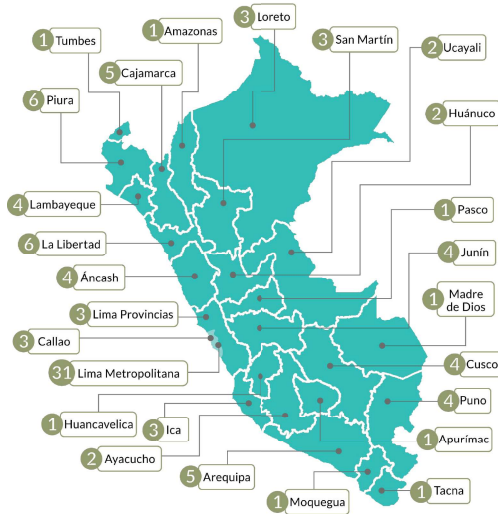 3 Loreto
1 Amazonas
3 San Martín
1 Tumbes
2 Ucayali
5 Cajamarca
6 Piura
2 Huánuco
4 Lambayeque
1 Pasco
6 La Libertad
4 Junín
4 Áncash
1 Madre
de Dios
3 Lima Provincias
3 Callao
4 Cusco
31 Lima Metropolitana
4 Puno
1 Huancavelica
3 Ica
1 Apurímac
2 Ayacucho
5 Arequipa
1 Tacna
1 Moquegua